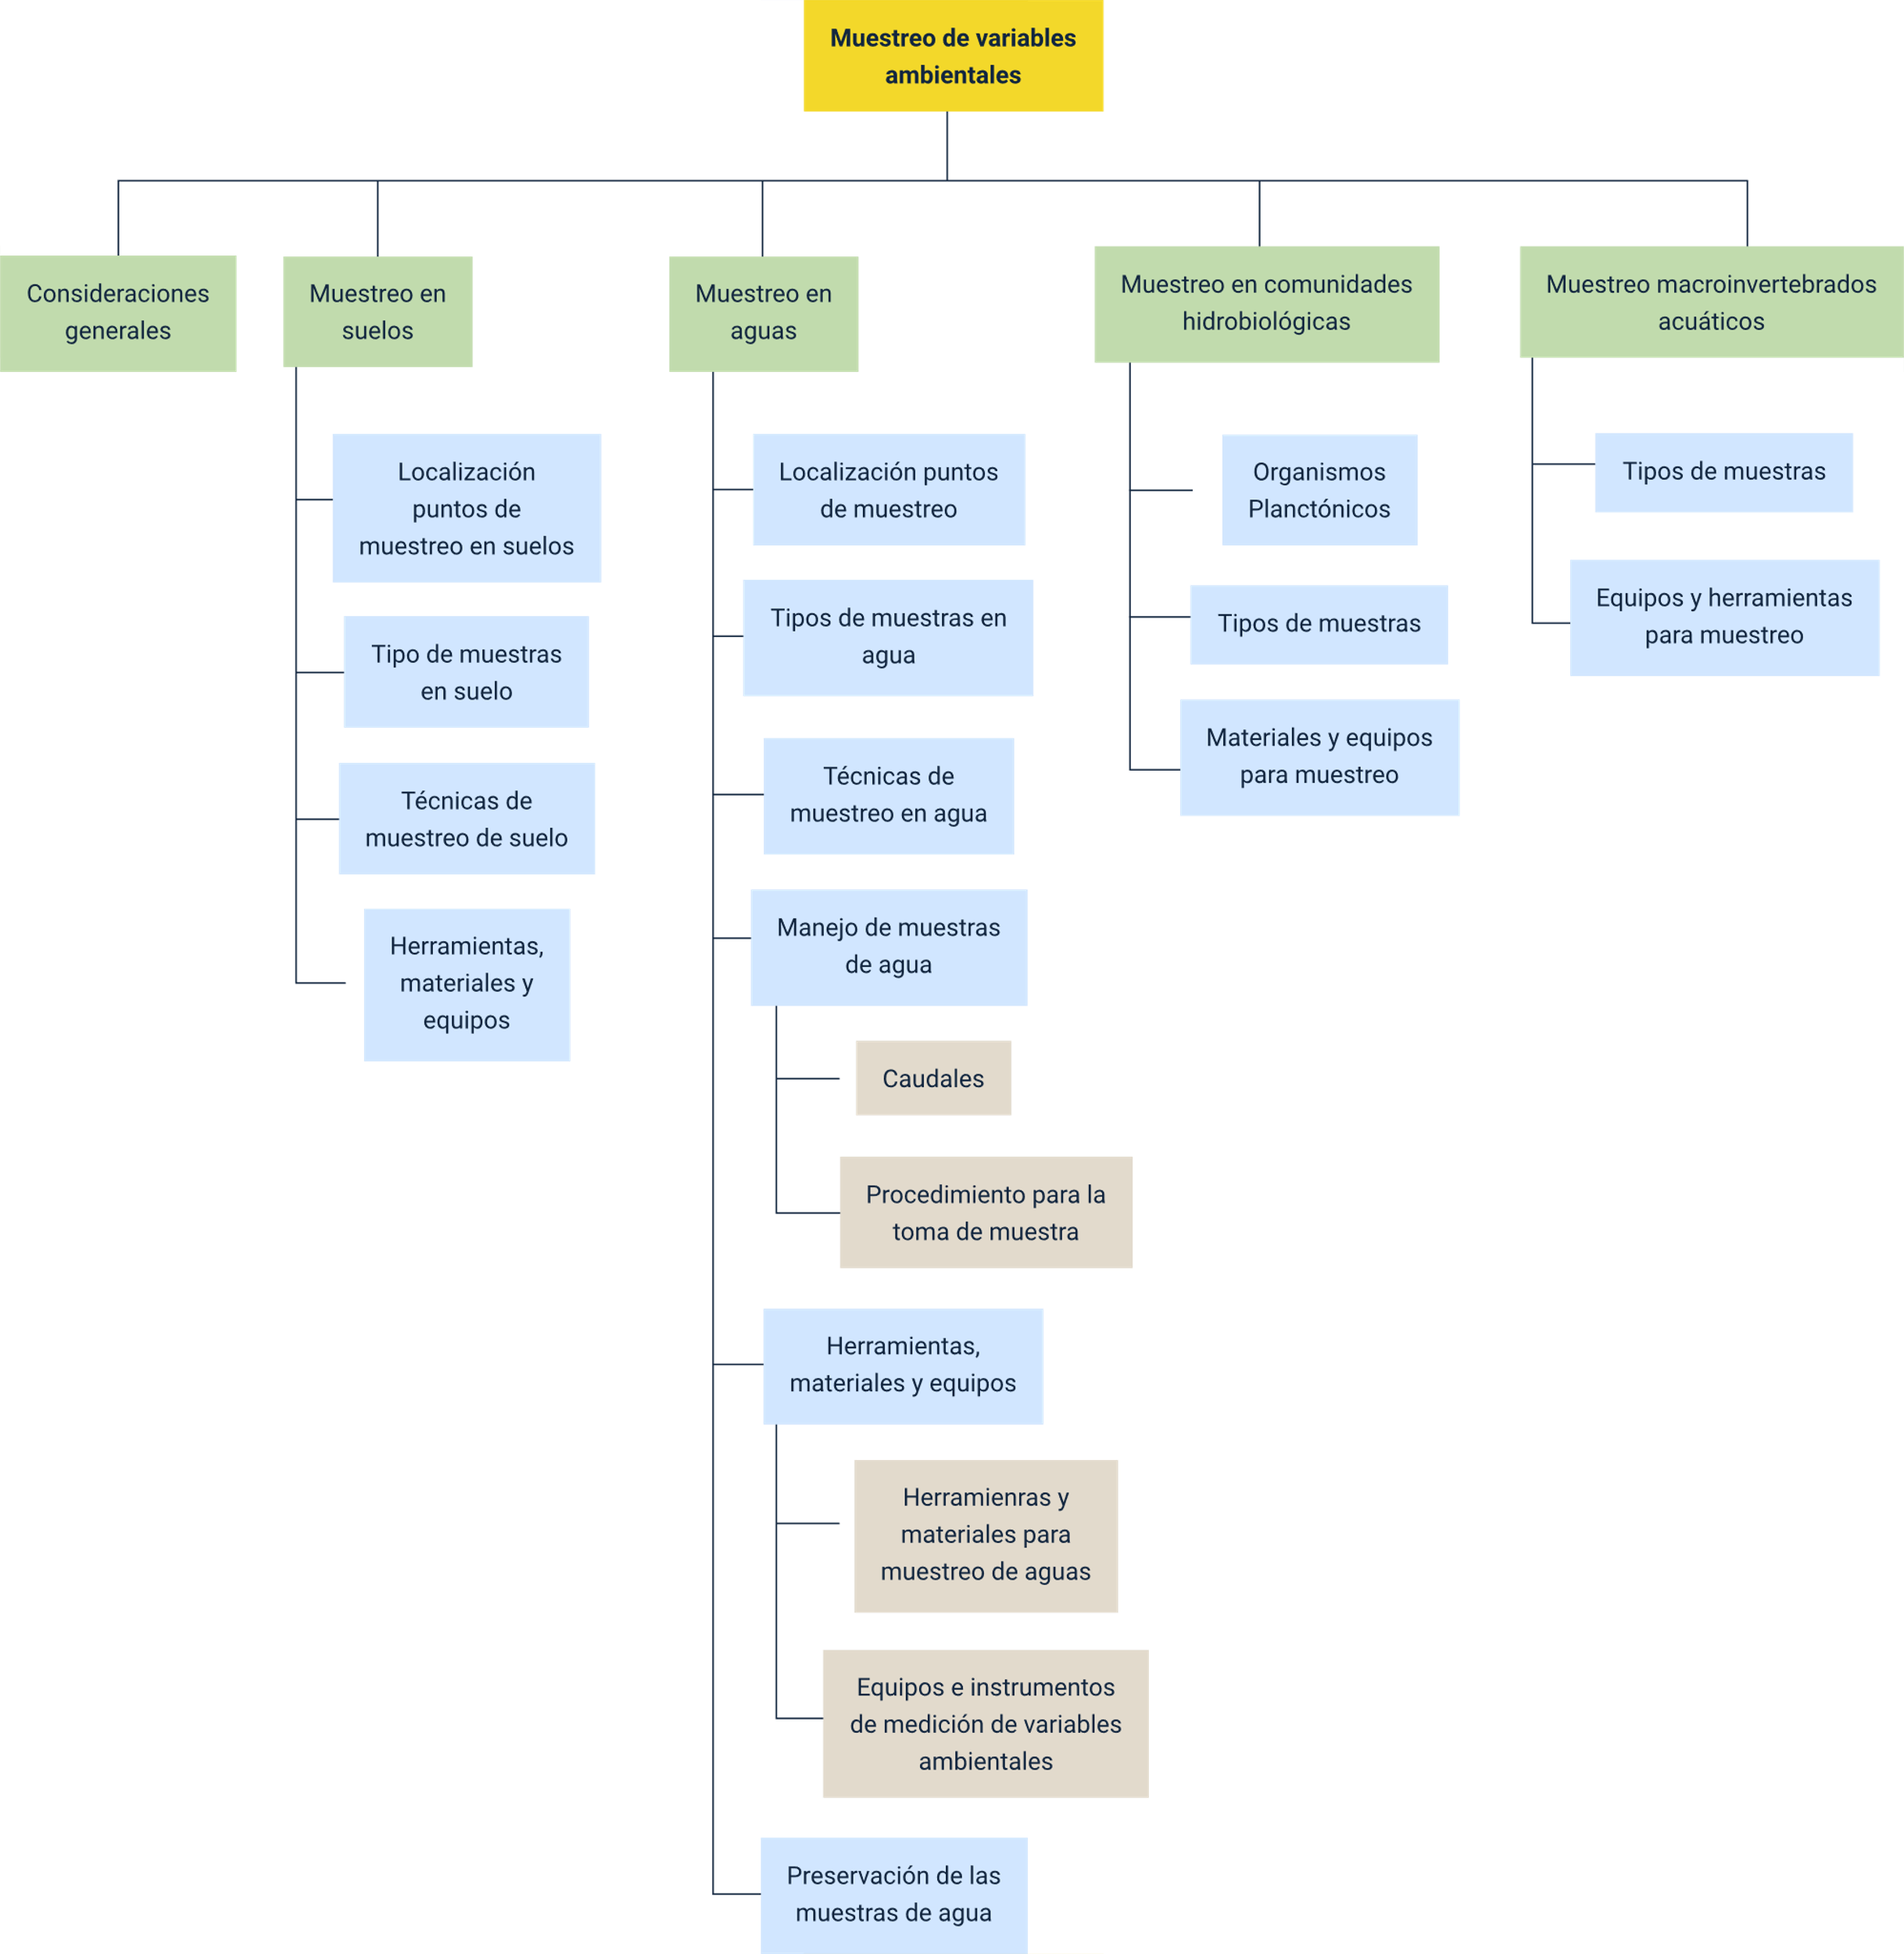 Muestreo de variables
ambientales
Consideraciones
generales
Muestreo en
suelos
Localización
puntos de
muestreo en suelos
Tipo de muestras
en suelo
Técnicas de
muestreo de suelo
Herramientas,
materiales y
equipos
Muestreo en
aguas
Localización puntos
de muestreo
Tipos de muestras en
agua
Técnicas de
muestreo en agua
Manejo de muestras
de agua
Caudales
Procedimiento para la
toma de muestra
Herramientas,
materiales y equipos
Herramienras y
materiales para
muestreo de aguas
Equipos e instrumentos
de medición de variables
ambientales
Preservación de las
muestras de agua
Muestreo en comunidades
hidrobiológicas
Organismos
Planctónicos
Tipos de muestras
Materiales y equipos
para muestreo
Muestreo macroinvertebrados
acuáticos
Tipos de muestras
Equipos y herramientas
para muestreo